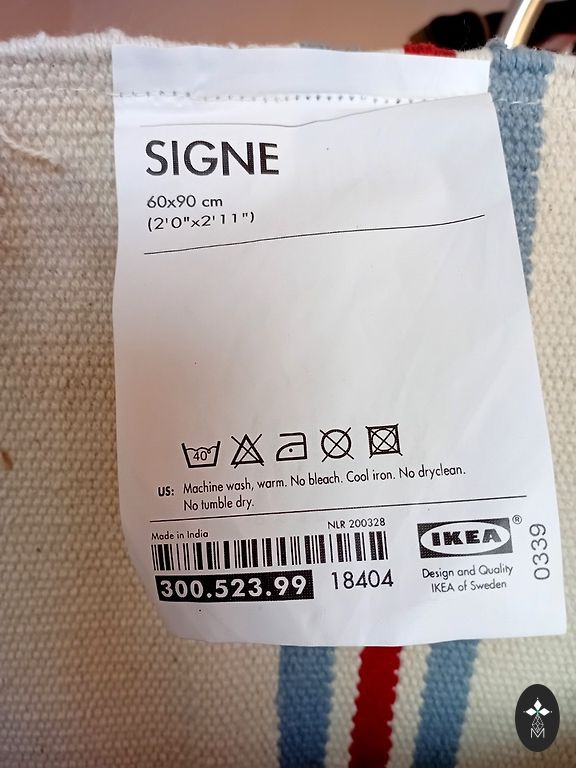 SIGNE
60x90 cm
(2'0"x2'11")
40°
US: Machine wash, warm. No bleach. Cool iron. No dryclean.
No tumble dry.
Made in India
NLR 200328
300.523.99
18404
IKEA®
Design and Quality
IKEA of Sweden
0339
M